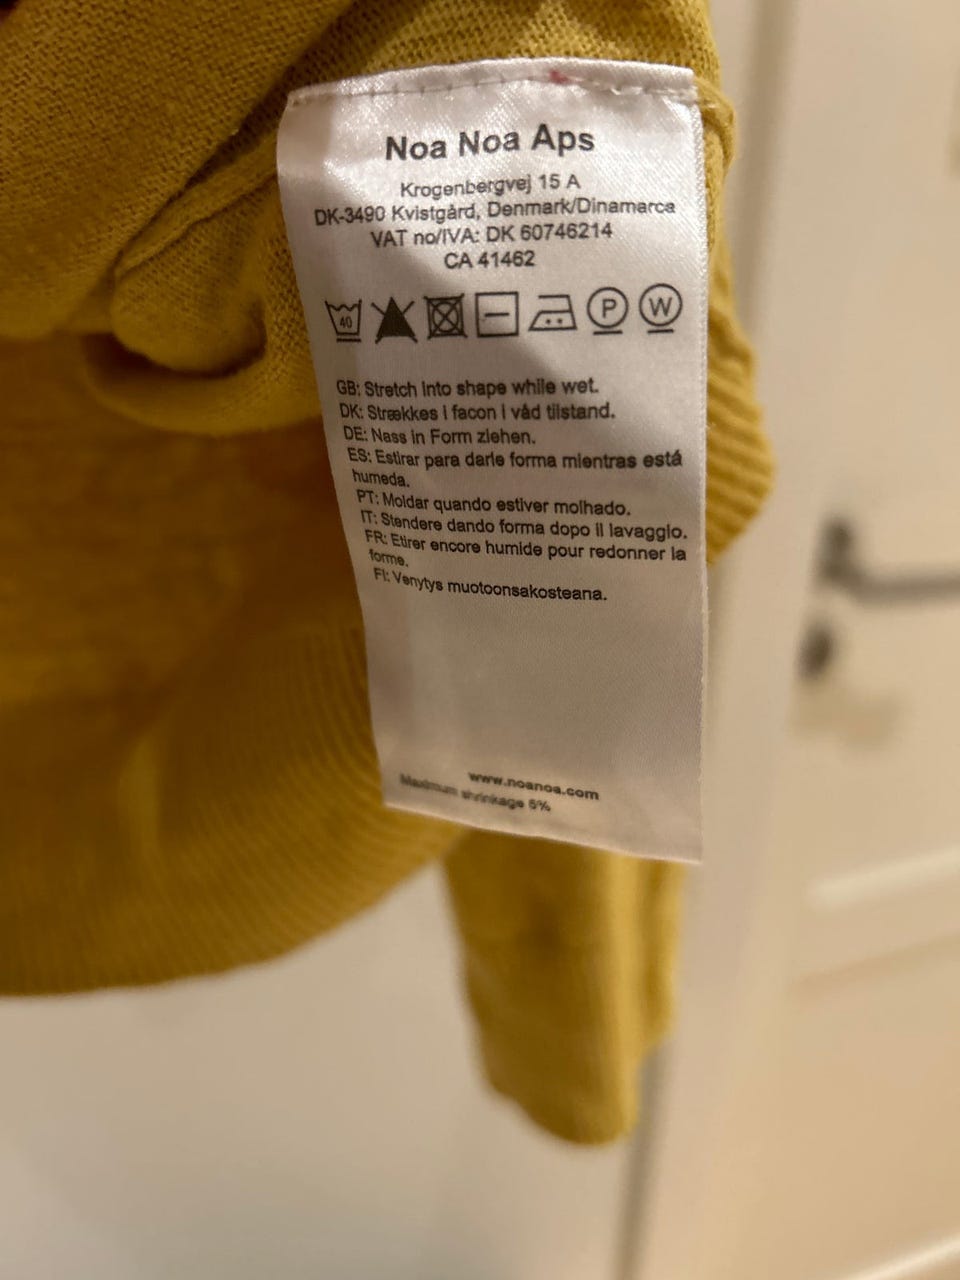 Noa Noa Aps
Krogenbergvej 15 A
DK-3490 Kvistgård, Denmark/Dinamarca
VAT no/IVA: DK 60746214
CA 41462
40
P
W
GB: Stretch into shape while wet.
DK: Strækkes i facon i våd tilstand.
DE: Nass in Form ziehen.
ES: Estirar para darle forma mientras está
humeda.
PT: Moldar quando estiver molhado.
IT: Stendere dando forma dopo il lavaggio.
FR: Etirer encore humide pour redonner la
forme.
FI: Venytys muotoonsakosteana.
www.noanoa.com
Maximum shrinkage 5%